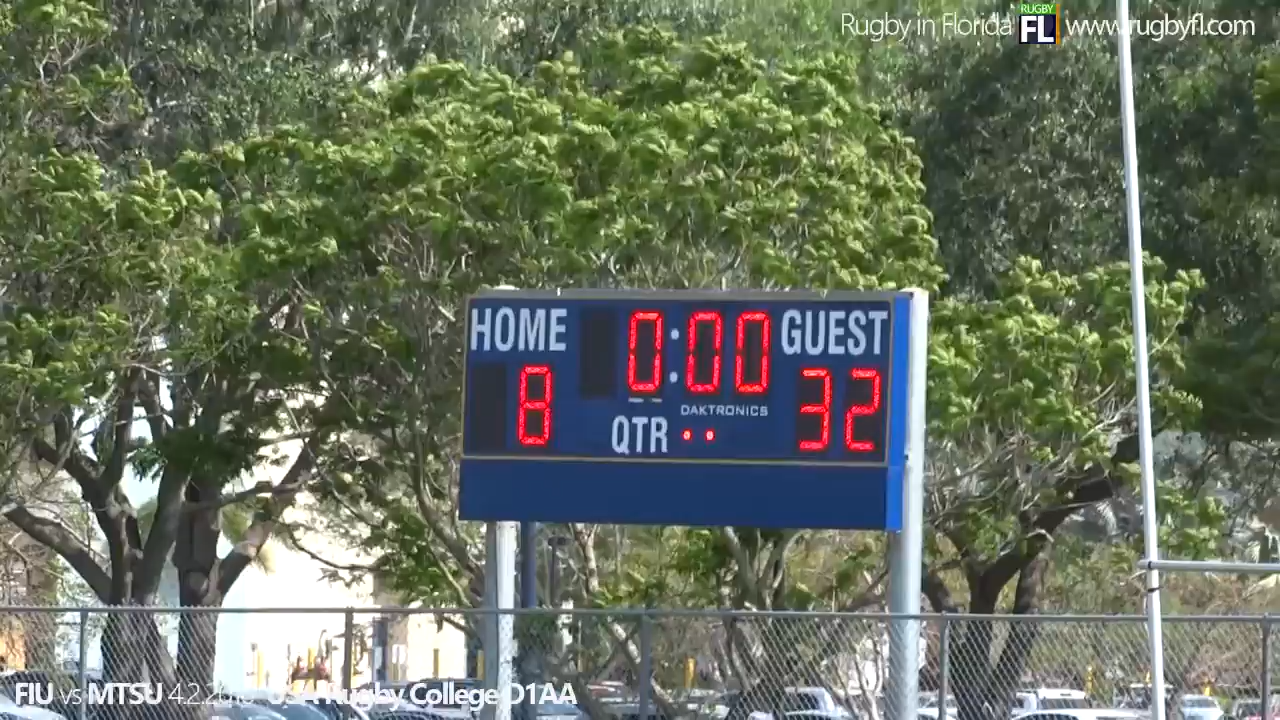 Rugby in Florida RUGBY FL www.rugbyfl.com
HOME 0:00 GUEST
8 32
DAKTRONICS
QTR
FIU vs MTSU USA Rugby College D1AA